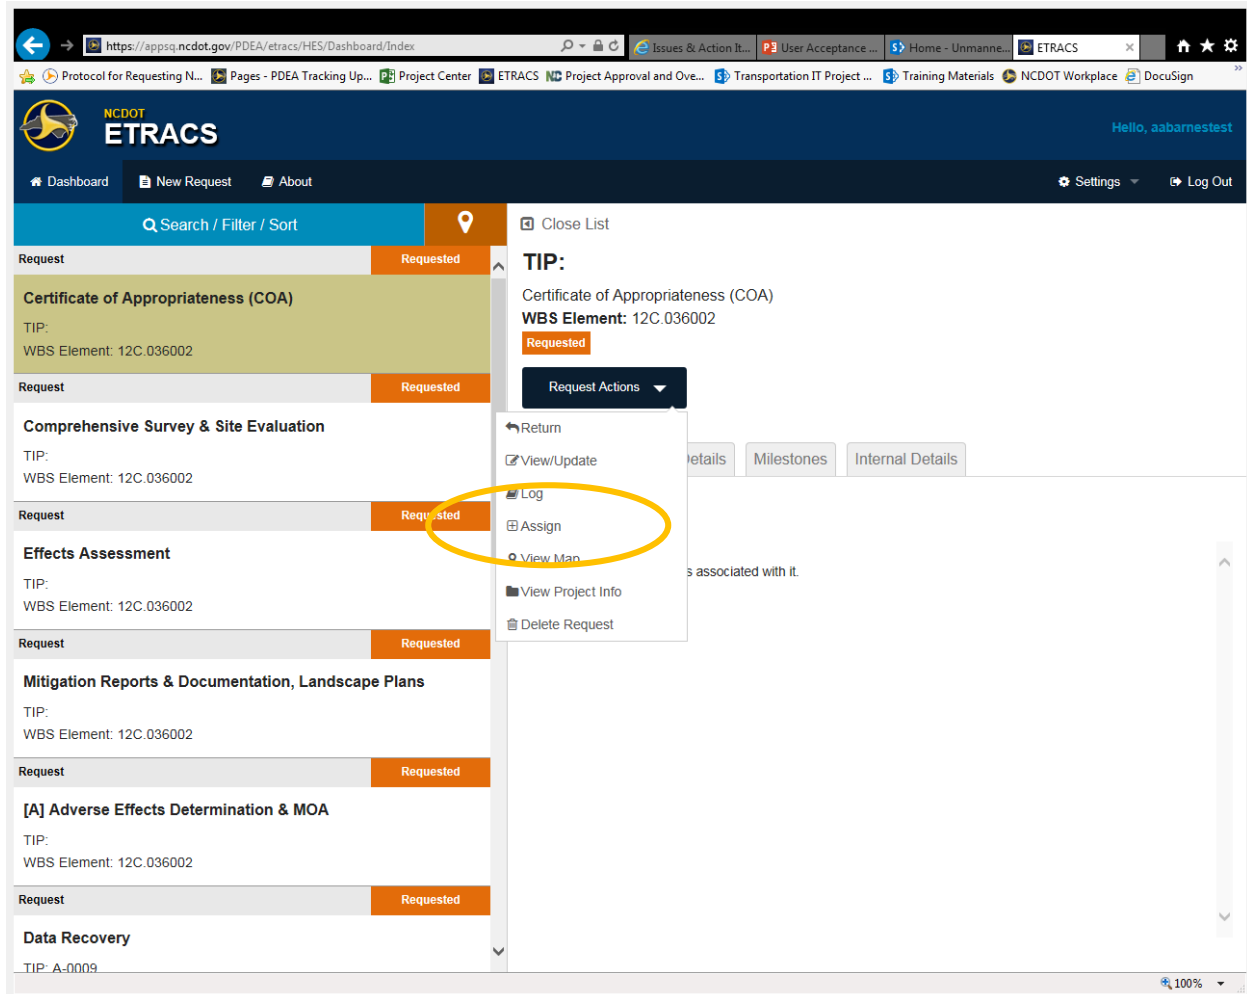 https://appsq.ncdot.gov/PDEA/etracs/HES/Dashboard/Index
Issues & Action It...
User Acceptance ...
Home - Unmanne...
ETRACS
Protocol for Requesting N...
Pages - PDEA Tracking Up...
Project Center
ETRACS
Project Approval and Ove...
Transportation IT Project ...
Training Materials
NCDOT Workplace
DocuSign
NCDOT
ETRACS
Hello, aabarnestest
Dashboard
New Request
About
Settings
Log Out
Search / Filter / Sort
Close List
Request
Requested
Certificate of Appropriateness (COA)
TIP:
WBS Element: 12C.036002
Request
Requested
Comprehensive Survey & Site Evaluation
TIP:
WBS Element: 12C.036002
Request
Requested
Effects Assessment
TIP:
WBS Element: 12C.036002
Request
Requested
Mitigation Reports & Documentation, Landscape Plans
TIP:
WBS Element: 12C.036002
Request
Requested
[A] Adverse Effects Determination & MOA
TIP:
WBS Element: 12C.036002
Request
Requested
Data Recovery
TIP: A-0009
TIP:
Certificate of Appropriateness (COA)
WBS Element: 12C.036002
Requested
Request Actions
Return
View/Update
Log
Assign
View Map
View Project Info
Delete Request
etails
Milestones
Internal Details
s associated with it.
100%